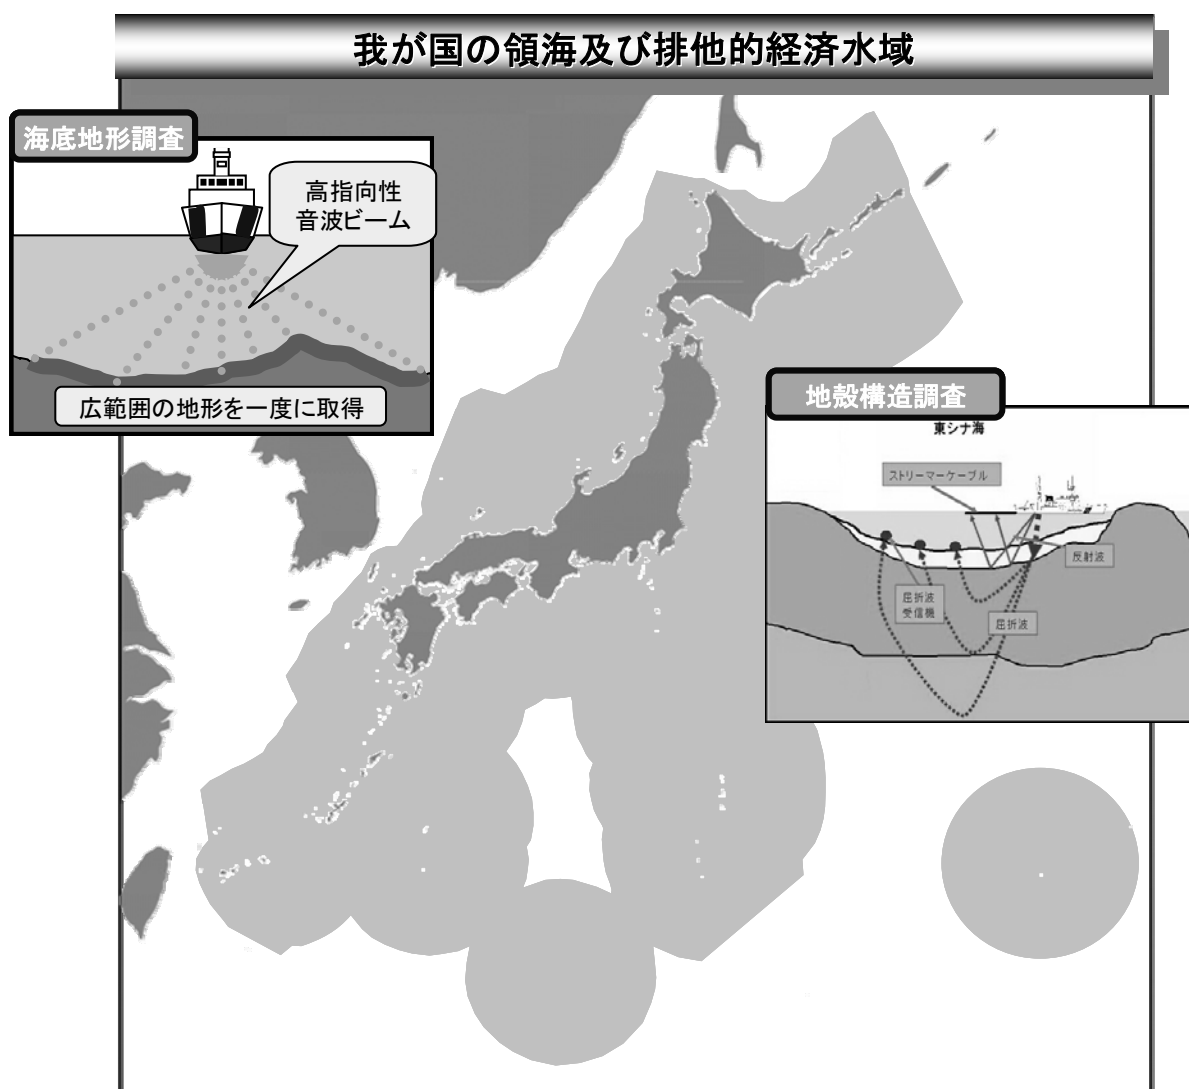 我が国の領海及び排他的経済水域
海底地形調査
高指向性
音波ビーム
広範囲の地形を一度に取得
地殻構造調査
東シナ海
ストリーマーケーブル
反射波
屈折波
受信機
屈折波